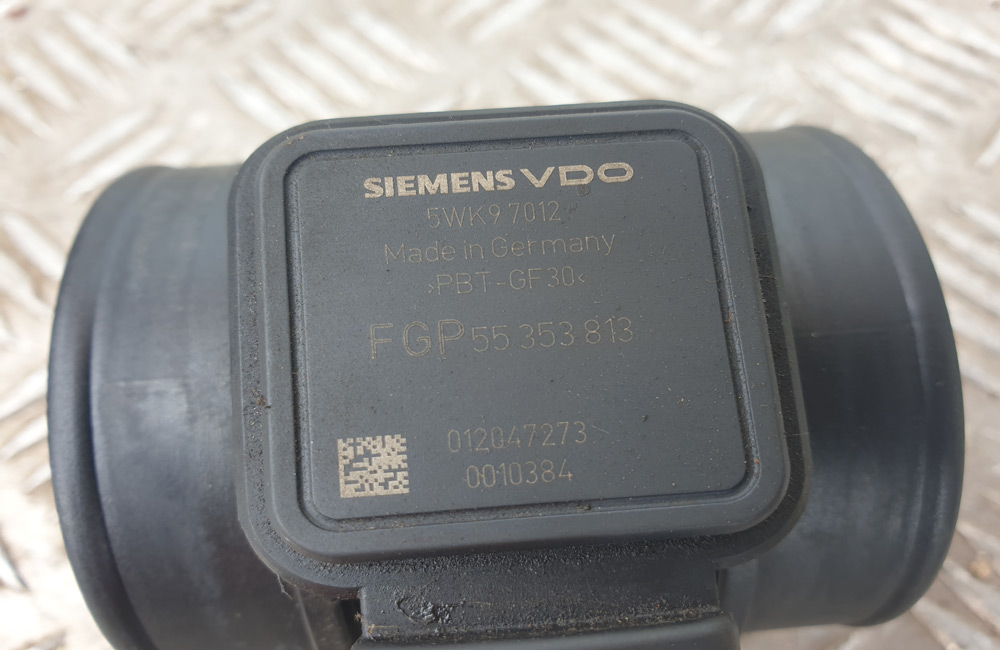 SIEMENS VDO
5WK9 7012
Made in Germany
›PBT-GF30‹
FGP 55 353 813
012047273
0010384